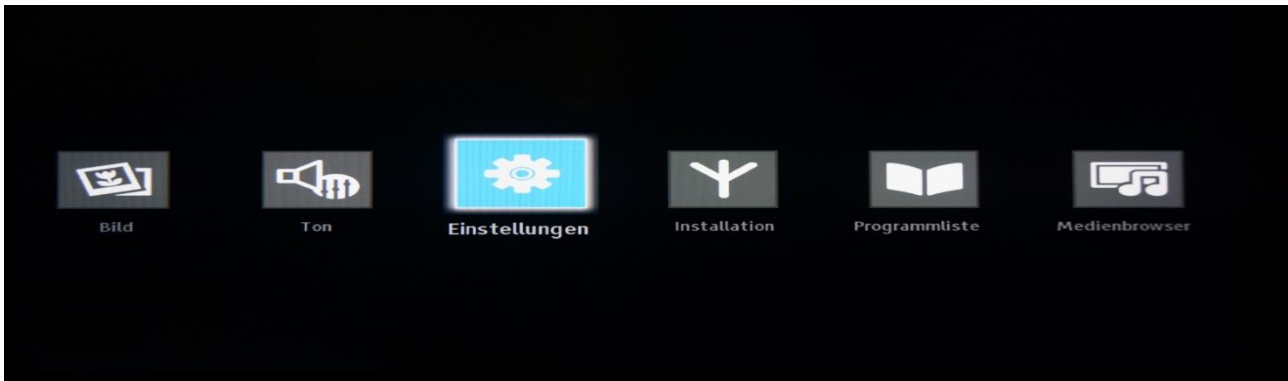 Bild
Ton
Einstellungen
Installation
Programmliste
Medienbrowser